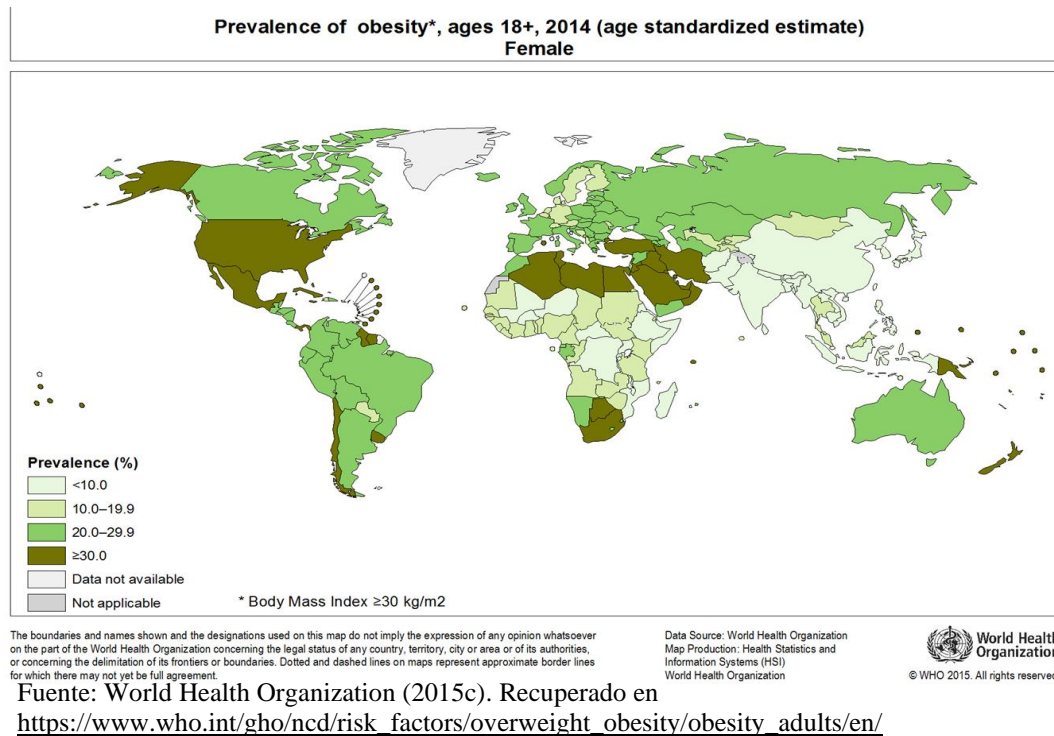 Prevalence of obesity*, ages 18+, 2014 (age standardized estimate)
Female
Prevalence (%)
<10.0
10.0–19.9
20.0–29.9
≥30.0
Data not available
Not applicable
* Body Mass Index ≥30 kg/m2
The boundaries and names shown and the designations used on this map do not imply the expression of any opinion whatsoever
on the part of the World Health Organization concerning the legal status of any country, territory, city or area or of its authorities,
or concerning the delimitation of its frontiers or boundaries. Dotted and dashed lines on maps represent approximate border lines
for which there may not yet be full agreement.
Data Source: World Health Organization
Map Production: Health Statistics and
Information Systems (HSI)
World Health Organization
World Health
Organization
© WHO 2015. All rights reserved
Fuente: World Health Organization (2015c). Recuperado en
https://www.who.int/gho/ncd/risk_factors/overweight_obesity/obesity_adults/en/